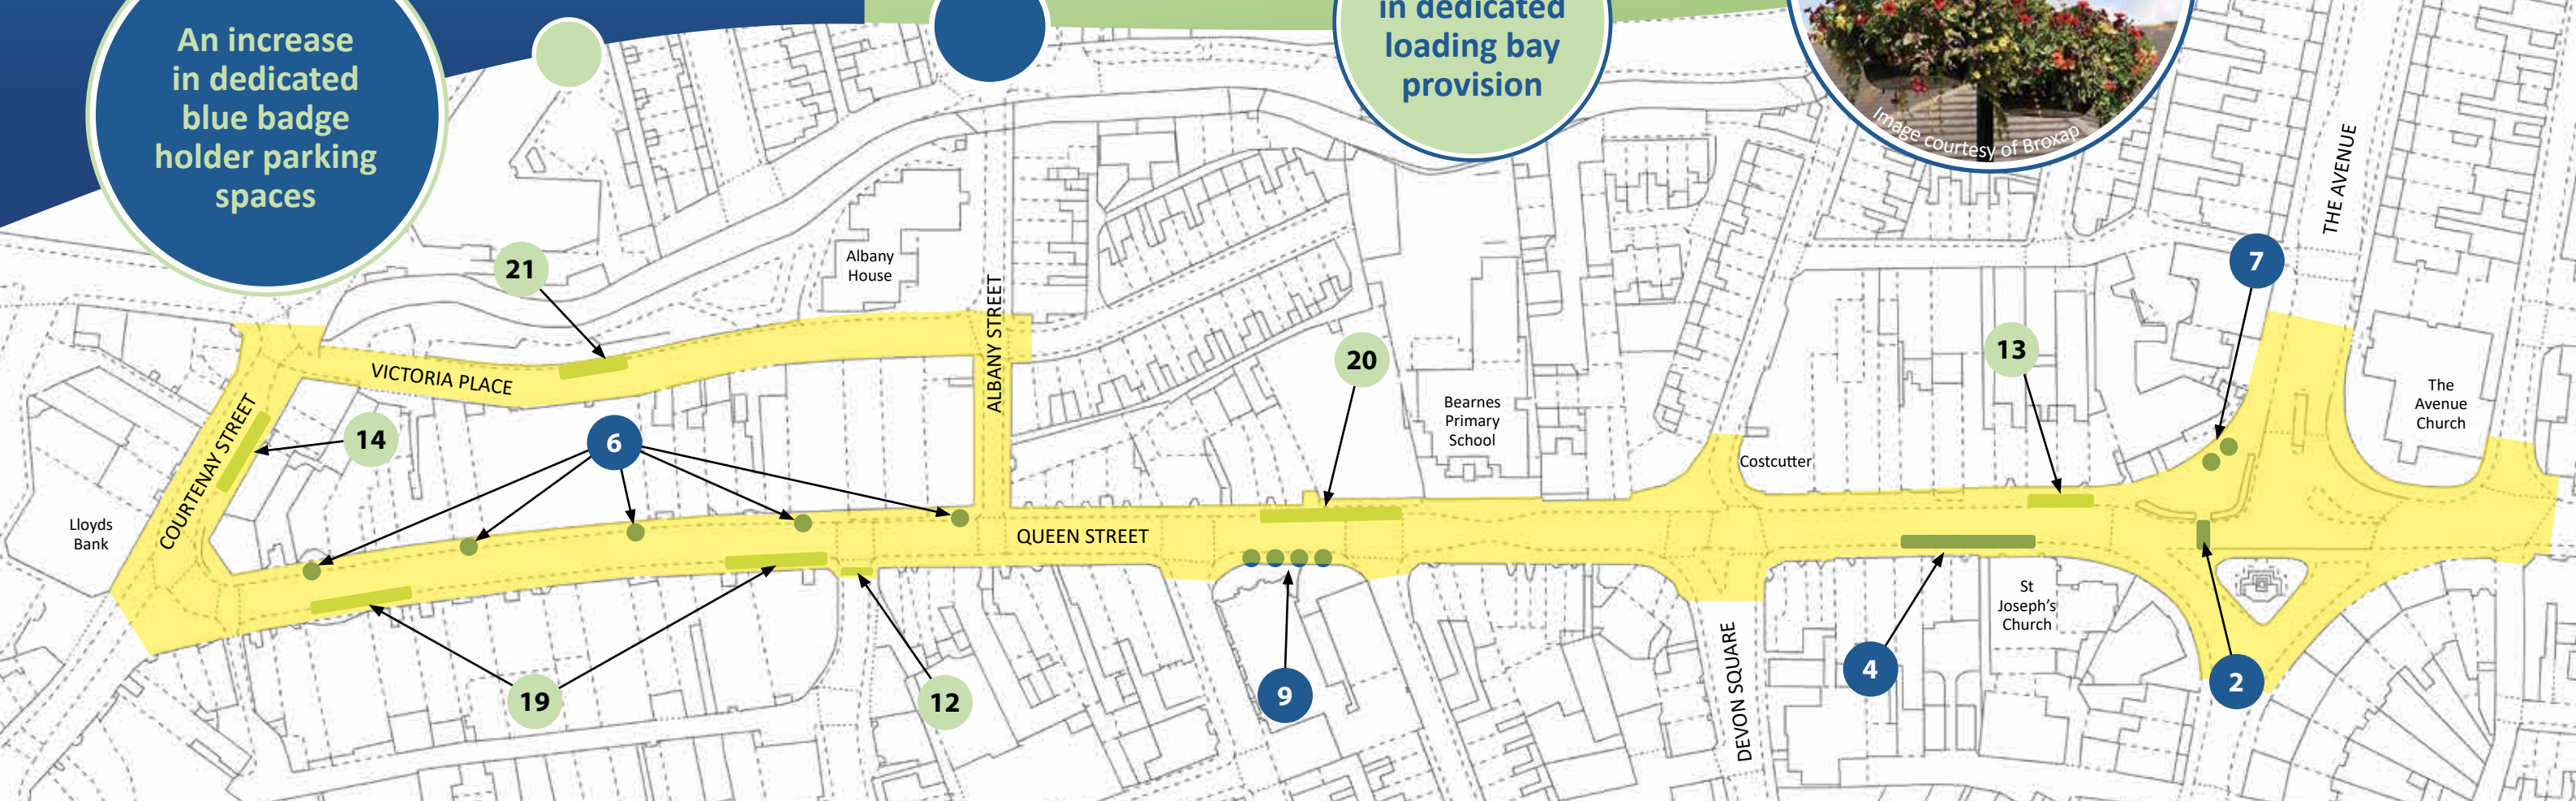 An increase
in dedicated
blue badge
holder parking
spaces
in dedicated
loading bay
provision
Image courtesy of Broxap
THE AVENUE
21
Albany
House
ALBANY STREET
7
VICTORIA PLACE
20
13
The
Avenue
Church
COURTENAY STREET
14
6
Bearnes
Primary
School
Costcutter
Lloyds
Bank
QUEEN STREET
St
Joseph's
Church
DEVON SQUARE
19
12
9
4
2